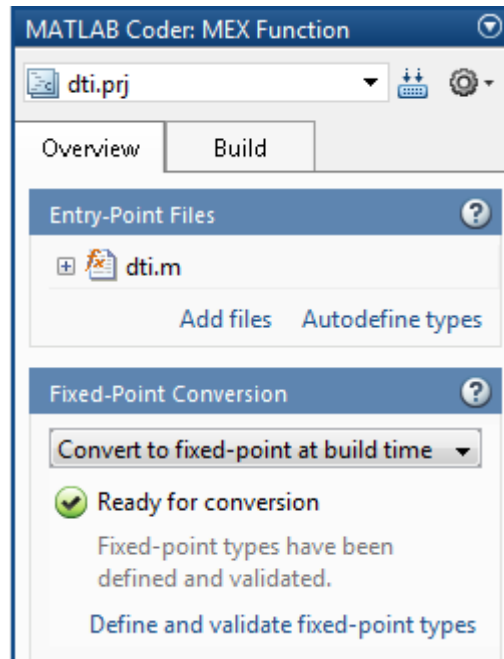 MATLAB Coder: MEX Function
dti.prj
Overview Build
Entry-Point Files ?
dti.m
Add files Autodefine types
Fixed-Point Conversion ?
Convert to fixed-point at build time
Ready for conversion
Fixed-point types have been
defined and validated.
Define and validate fixed-point types